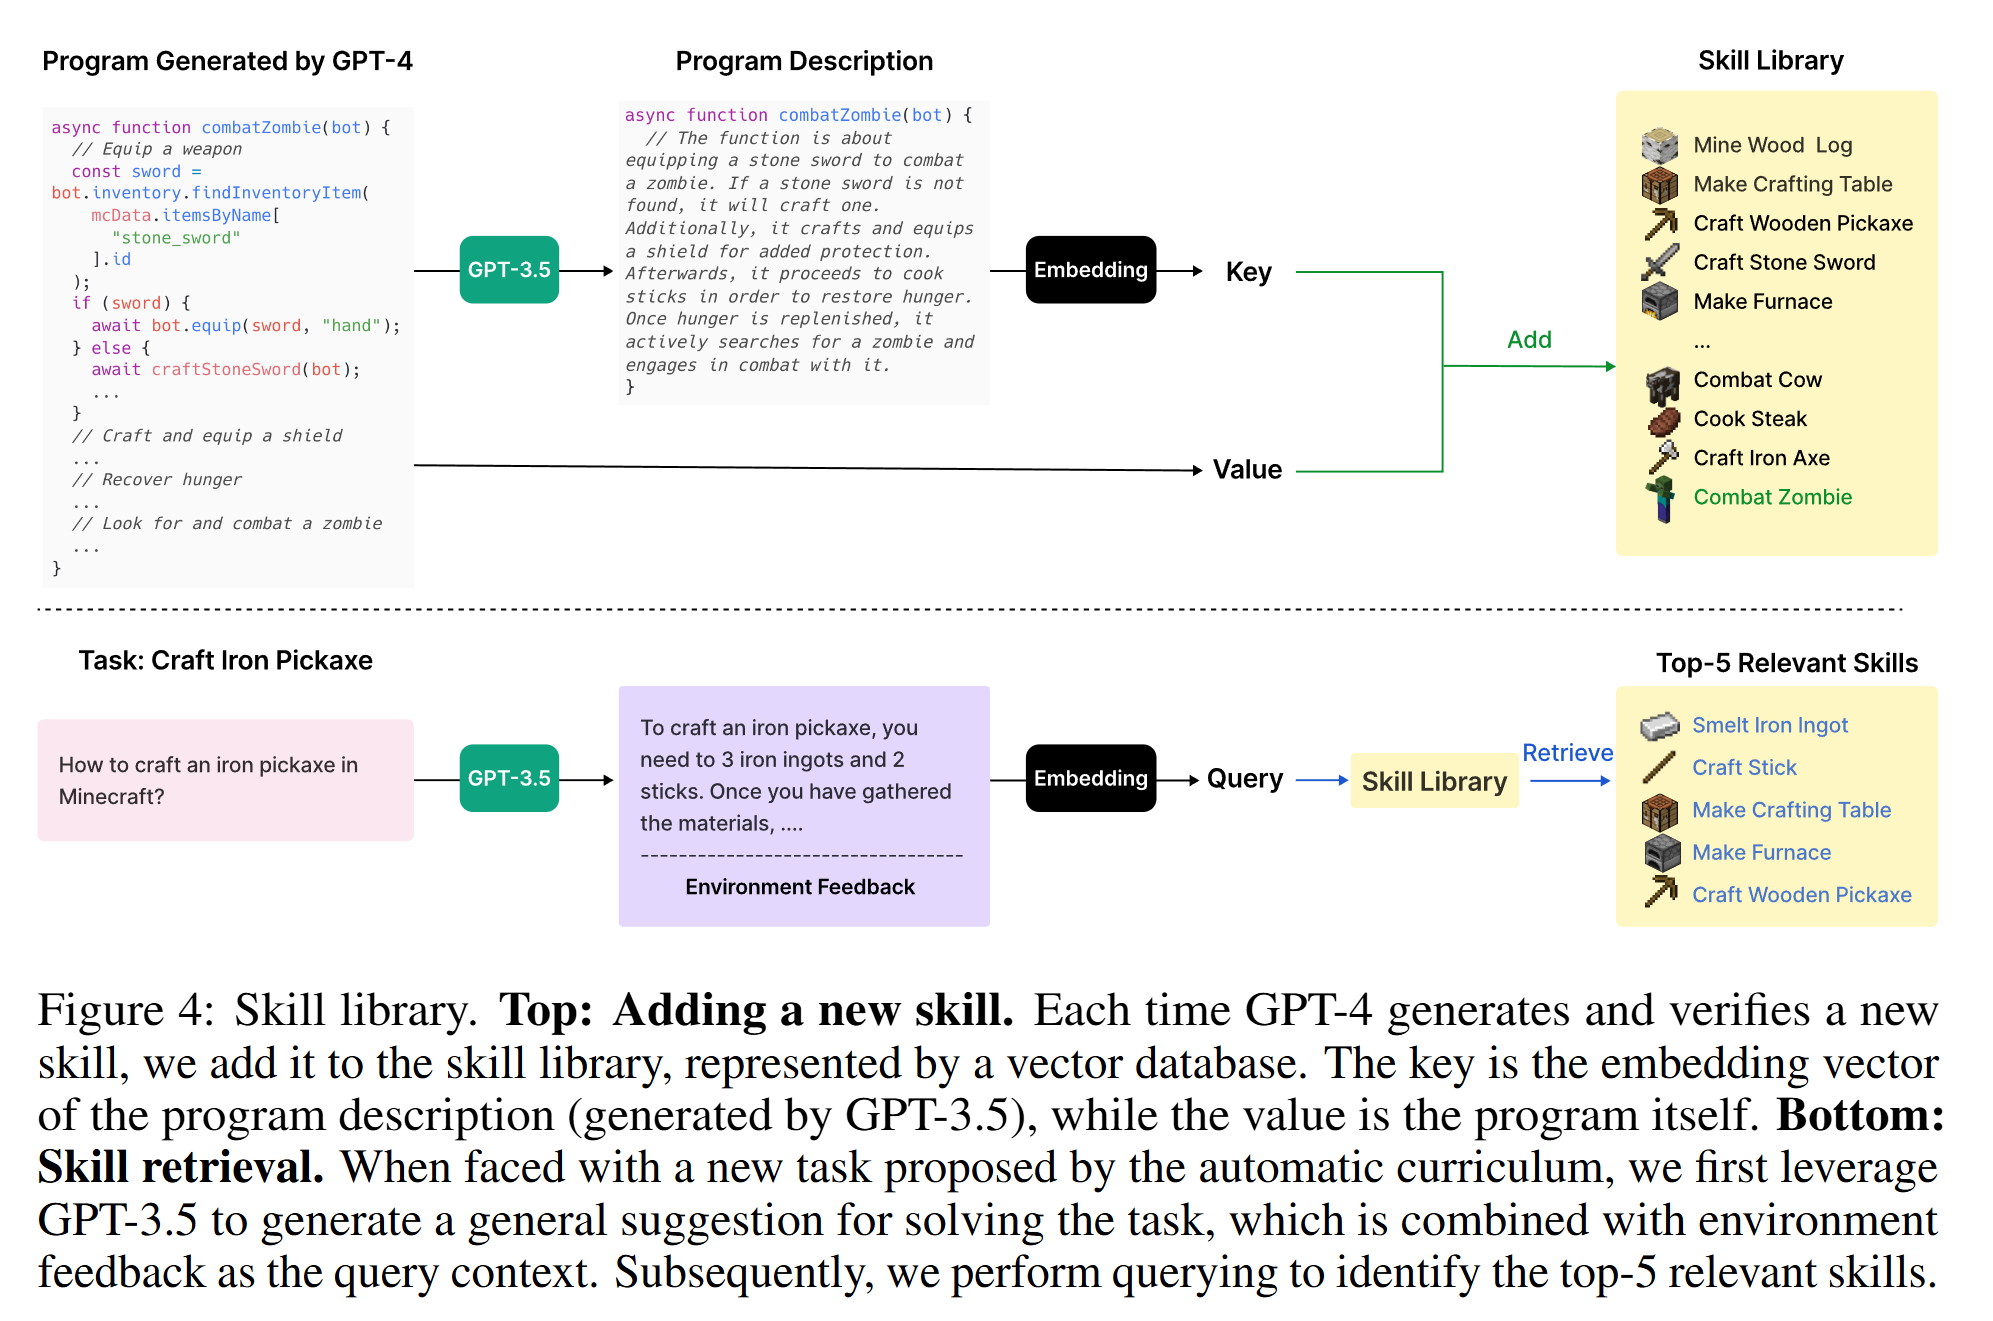 Program Generated by GPT-4
async function combatZombie(bot) {
// Equip a weapon
const sword =
bot.inventory.findInventoryItem(
mcData.itemsByName[
"stone_sword"
].id
);
if (sword) {
await bot.equip(sword, "hand");
} else {
await craftStoneSword(bot);
...
}
// Craft and equip a shield
...
// Recover hunger
...
// Look for and combat a zombie
...
}
GPT-3.5
Program Description
async function combatZombie(bot) {
// The function is about
equipping a stone sword to combat
a zombie. If a stone sword is not
found, it will craft one.
Additionally, it crafts and equips
a shield for added protection.
Afterwards, it proceeds to cook
sticks in order to restore hunger.
Once hunger is replenished, it
actively searches for a zombie and
engages in combat with it.
}
Embedding
Key
Value
Add
Skill Library
Mine Wood Log
Make Crafting Table
Craft Wooden Pickaxe
Craft Stone Sword
Make Furnace
...
Combat Cow
Cook Steak
Craft Iron Axe
Combat Zombie
Task: Craft Iron Pickaxe
How to craft an iron pickaxe in
Minecraft?
GPT-3.5
To craft an iron pickaxe, you
need to 3 iron ingots and 2
sticks. Once you have gathered
the materials, ....
----------------------------------
Environment Feedback
Embedding
Query
Skill Library
Retrieve
Top-5 Relevant Skills
Smelt Iron Ingot
Craft Stick
Make Crafting Table
Make Furnace
Craft Wooden Pickaxe
Figure 4: Skill library. Top: Adding a new skill. Each time GPT-4 generates and verifies a new
skill, we add it to the skill library, represented by a vector database. The key is the embedding vector
of the program description (generated by GPT-3.5), while the value is the program itself. Bottom:
Skill retrieval. When faced with a new task proposed by the automatic curriculum, we first leverage
GPT-3.5 to generate a general suggestion for solving the task, which is combined with environment
feedback as the query context. Subsequently, we perform querying to identify the top-5 relevant skills.